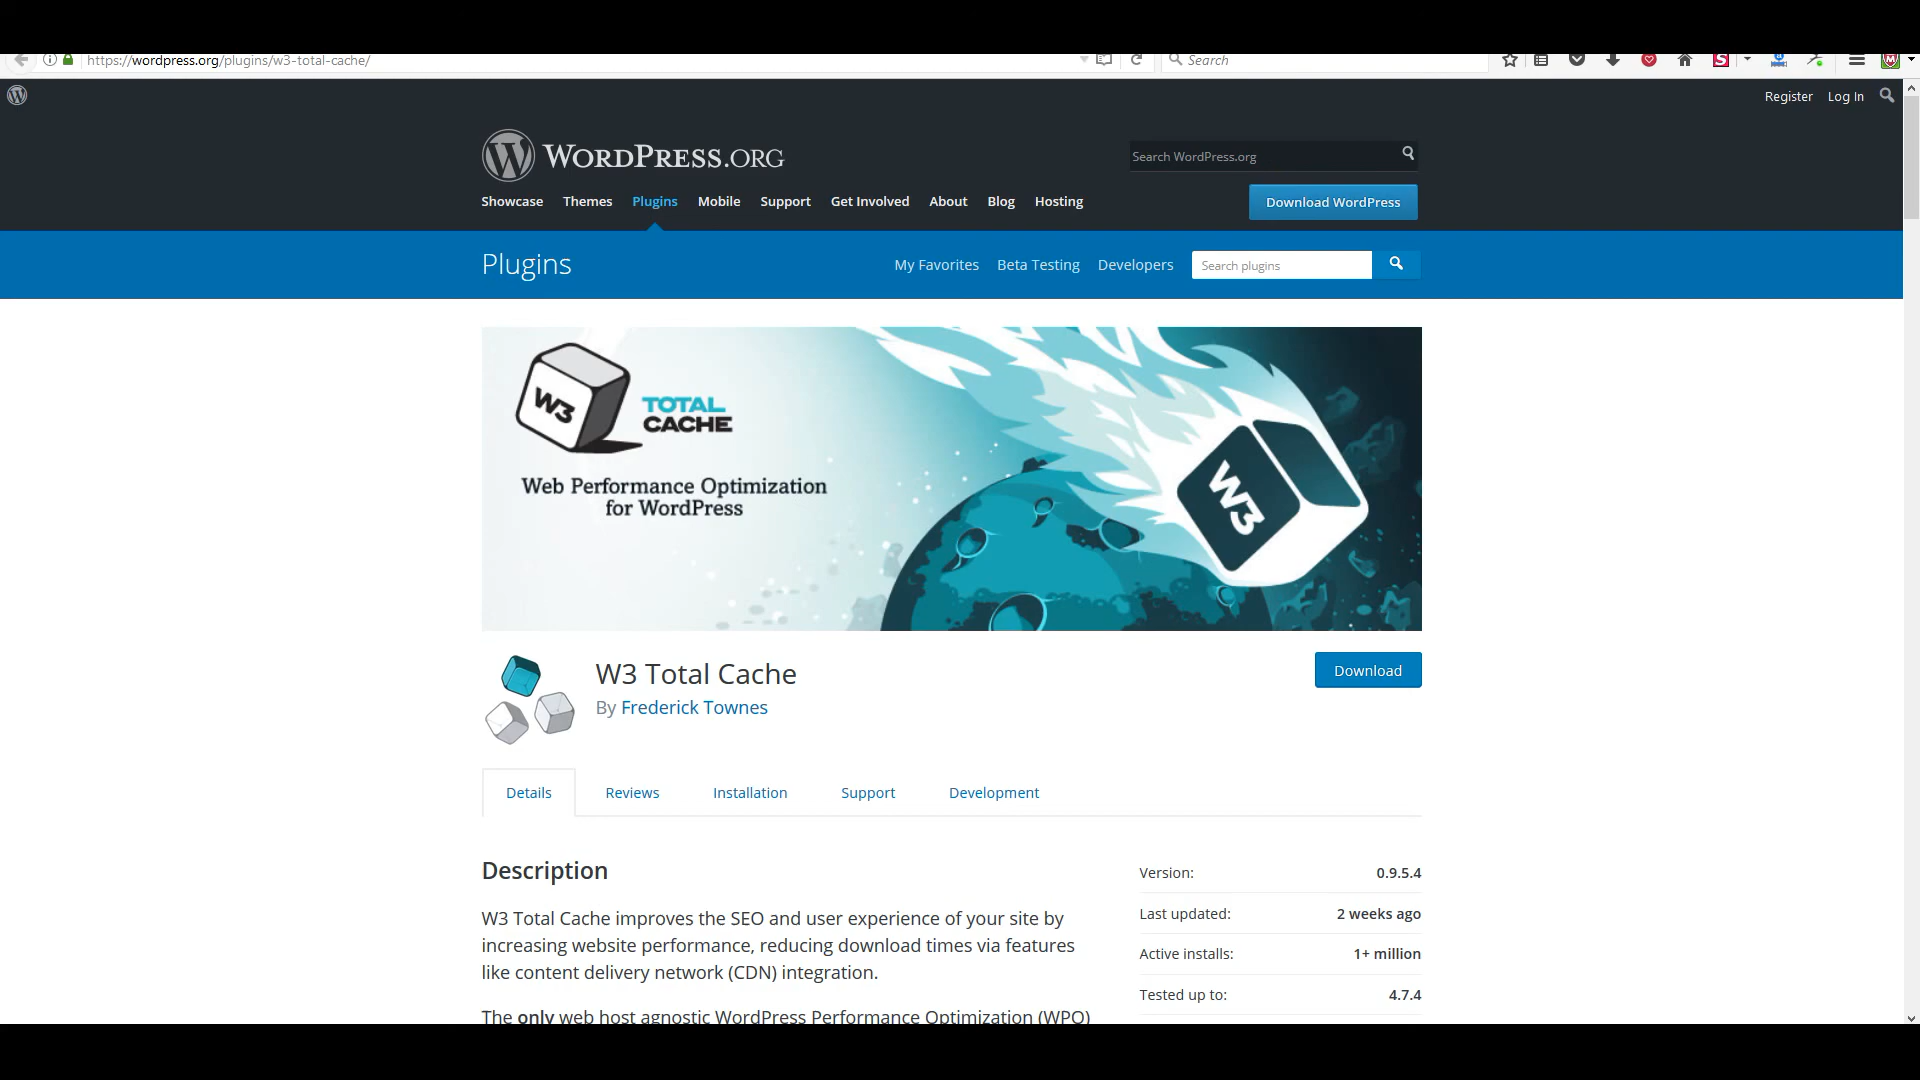 https://wordpress.org/plugins/w3-total-cache/
Search
Register Log In
WORDPRESS.ORG
Search WordPress.org
Showcase Themes Plugins Mobile Support Get Involved About Blog Hosting
Download WordPress
Plugins
My Favorites Beta Testing Developers
Search plugins
W3 TOTAL
CACHE
W3
Web Performance Optimization
for WordPress
W3 Total Cache
Download
By Frederick Townes
Details Reviews Installation Support Development
Description
W3 Total Cache improves the SEO and user experience of your site by
increasing website performance, reducing download times via features
like content delivery network (CDN) integration.
The only web host agnostic WordPress Performance Optimization (WPO)
Version: 0.9.5.4
Last updated: 2 weeks ago
Active installs: 1+ million
Tested up to: 4.7.4